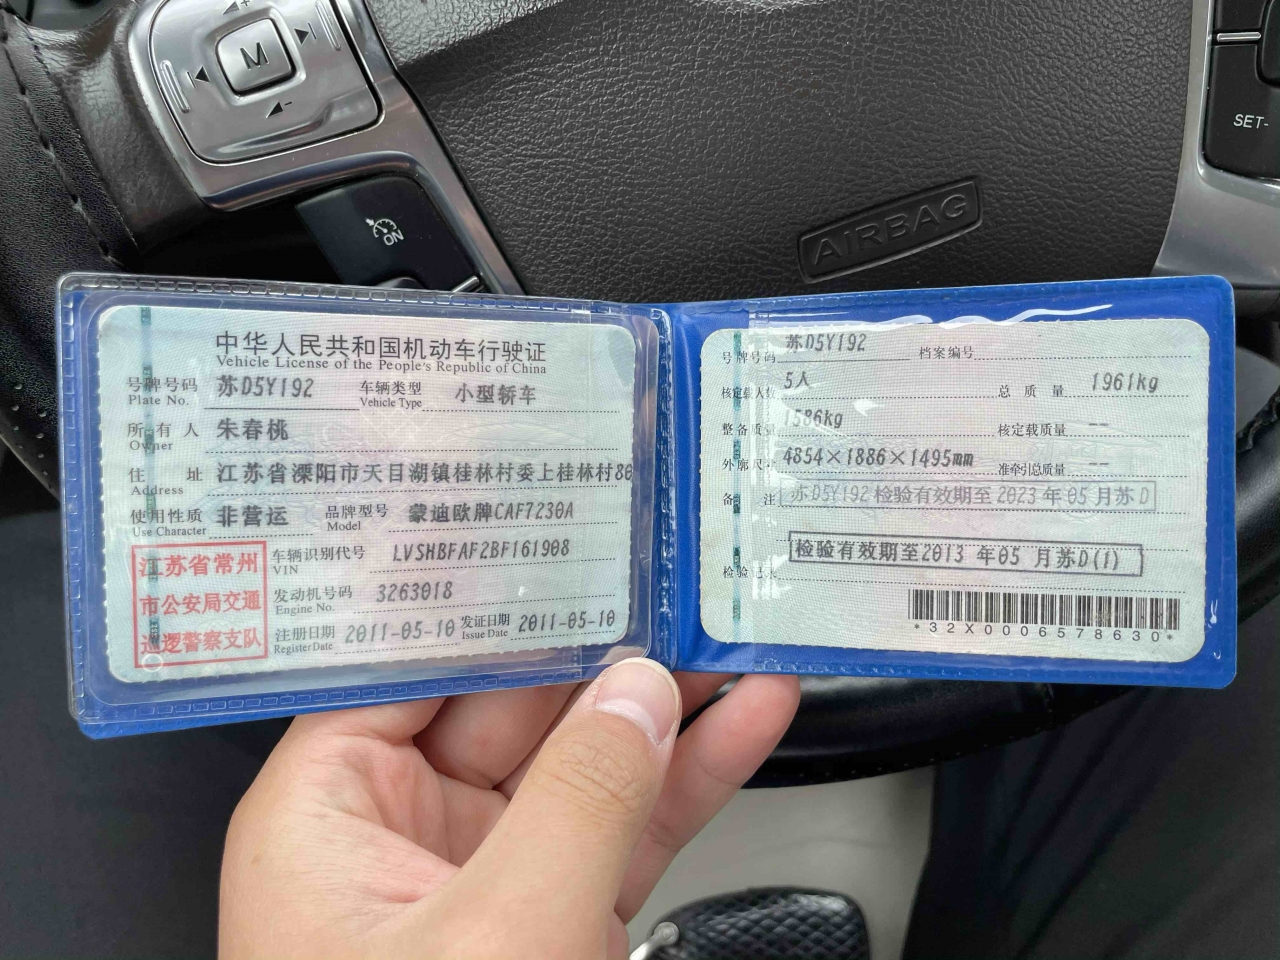 M
ON
AIRBAG
SET-
中华人民共和国机动车行驶证
Vehicle License of the People's Republic of China
号牌号码 苏D5Y192 车辆类型 小型轿车
Plate No. Vehicle Type
所有人 朱春桃
Owner
住址 江苏省溧阳市天目湖镇桂林村委上桂林村80
Address
使用性质 非营运 品牌型号 蒙迪欧牌CAF7230A
Use Character Model
江苏省常州
市公安局交通
巡逻警察支队
车辆识别代号 LVSHBFAF2BF161908
VIN
发动机号码 3263018
Engine No.
注册日期 2011-05-10 发证日期 2011-05-10
Register Date Issue Date
号牌号码 苏D5Y192 档案编号
核定载人数 5人 总质量 1961kg
整备质量 1586kg 核定载质量 --
外廓尺寸 4854×1886×1495mm 准牵引总质量 --
备注 苏D5Y192 检验有效期至2023年05月苏D
检验有效期至2013年05月苏D(1)
检验记录
*32X0006578630*